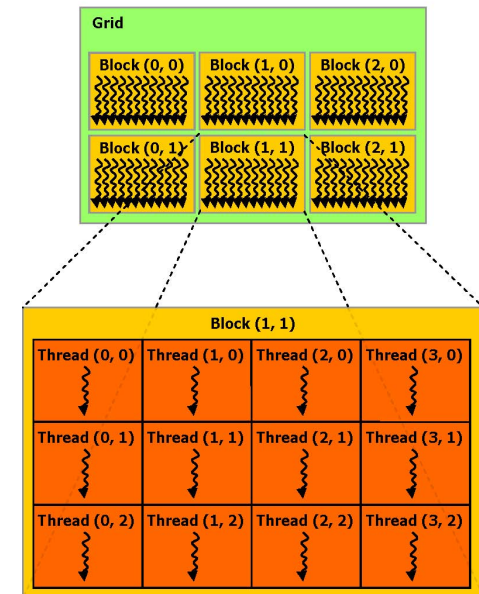 Grid
Block (0, 0) Block (1, 0) Block (2, 0)
Block (0, 1) Block (1, 1) Block (2, 1)
Block (1, 1)
Thread (0, 0) Thread (1, 0) Thread (2, 0) Thread (3, 0)
Thread (0, 1) Thread (1, 1) Thread (2, 1) Thread (3, 1)
Thread (0, 2) Thread (1, 2) Thread (2, 2) Thread (3, 2)